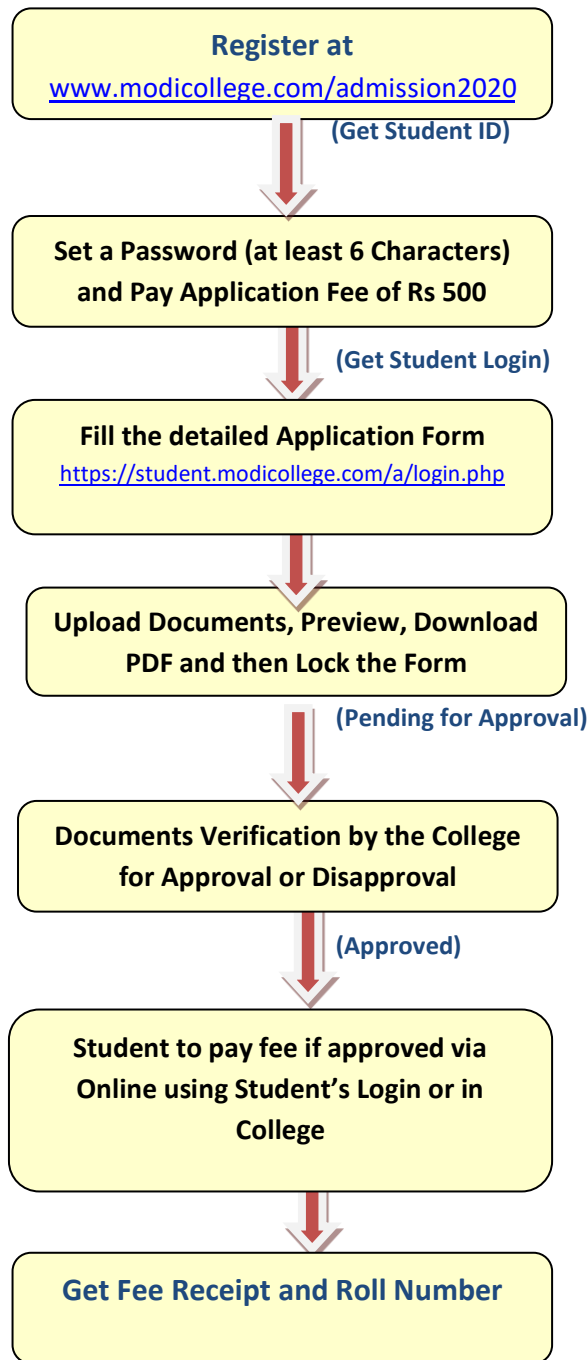 Register at
www.modicollege.com/admission2020
(Get Student ID)
Set a Password (at least 6 Characters)
and Pay Application Fee of Rs 500
(Get Student Login)
Fill the detailed Application Form
https://student.modicollege.com/a/login.php
Upload Documents, Preview, Download
PDF and then Lock the Form
(Pending for Approval)
Documents Verification by the College
for Approval or Disapproval
(Approved)
Student to pay fee if approved via
Online using Student’s Login or in
College
Get Fee Receipt and Roll Number